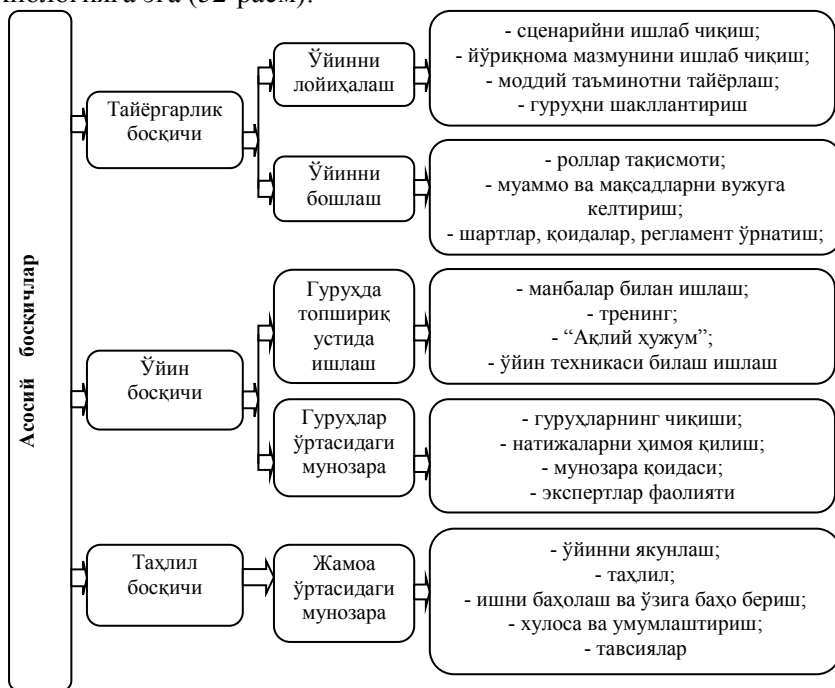 Асосий босқичлар
Тайёргарлик
босқичи
Ўйинни
лойиҳалаш
- сценарийни ишлаб чиқиш;
- йўриқнома мазмунини ишлаб чиқиш;
- моддий таъминотни тайёрлаш;
- гуруҳни шакллантириш
Ўйинни
бошлаш
- роллар тақисмоти;
- муаммо ва мақсадларни вужуга
келтириш;
- шартлар, қоидалар, регламент ўрнатиш;
Ўйин
босқичи
Гуруҳда
топшириқ
устида
ишлаш
- манбалар билан ишлаш;
- тренинг;
- “Ақлий ҳужум”;
- ўйин техникаси билаш ишлаш
Гуруҳлар
ўртасидаги
мунозара
- гуруҳларнинг чиқиши;
- натижаларни ҳимоя қилиш;
- мунозара қоидаси;
- экспертлар фаолияти
Таҳлил
босқичи
Жамоа
ўртасидаги
мунозара
- ўйинни якунлаш;
- таҳлил;
- ишни баҳолаш ва ўзига баҳо бериш;
- хулоса ва умумлаштириш;
- тавсиялар